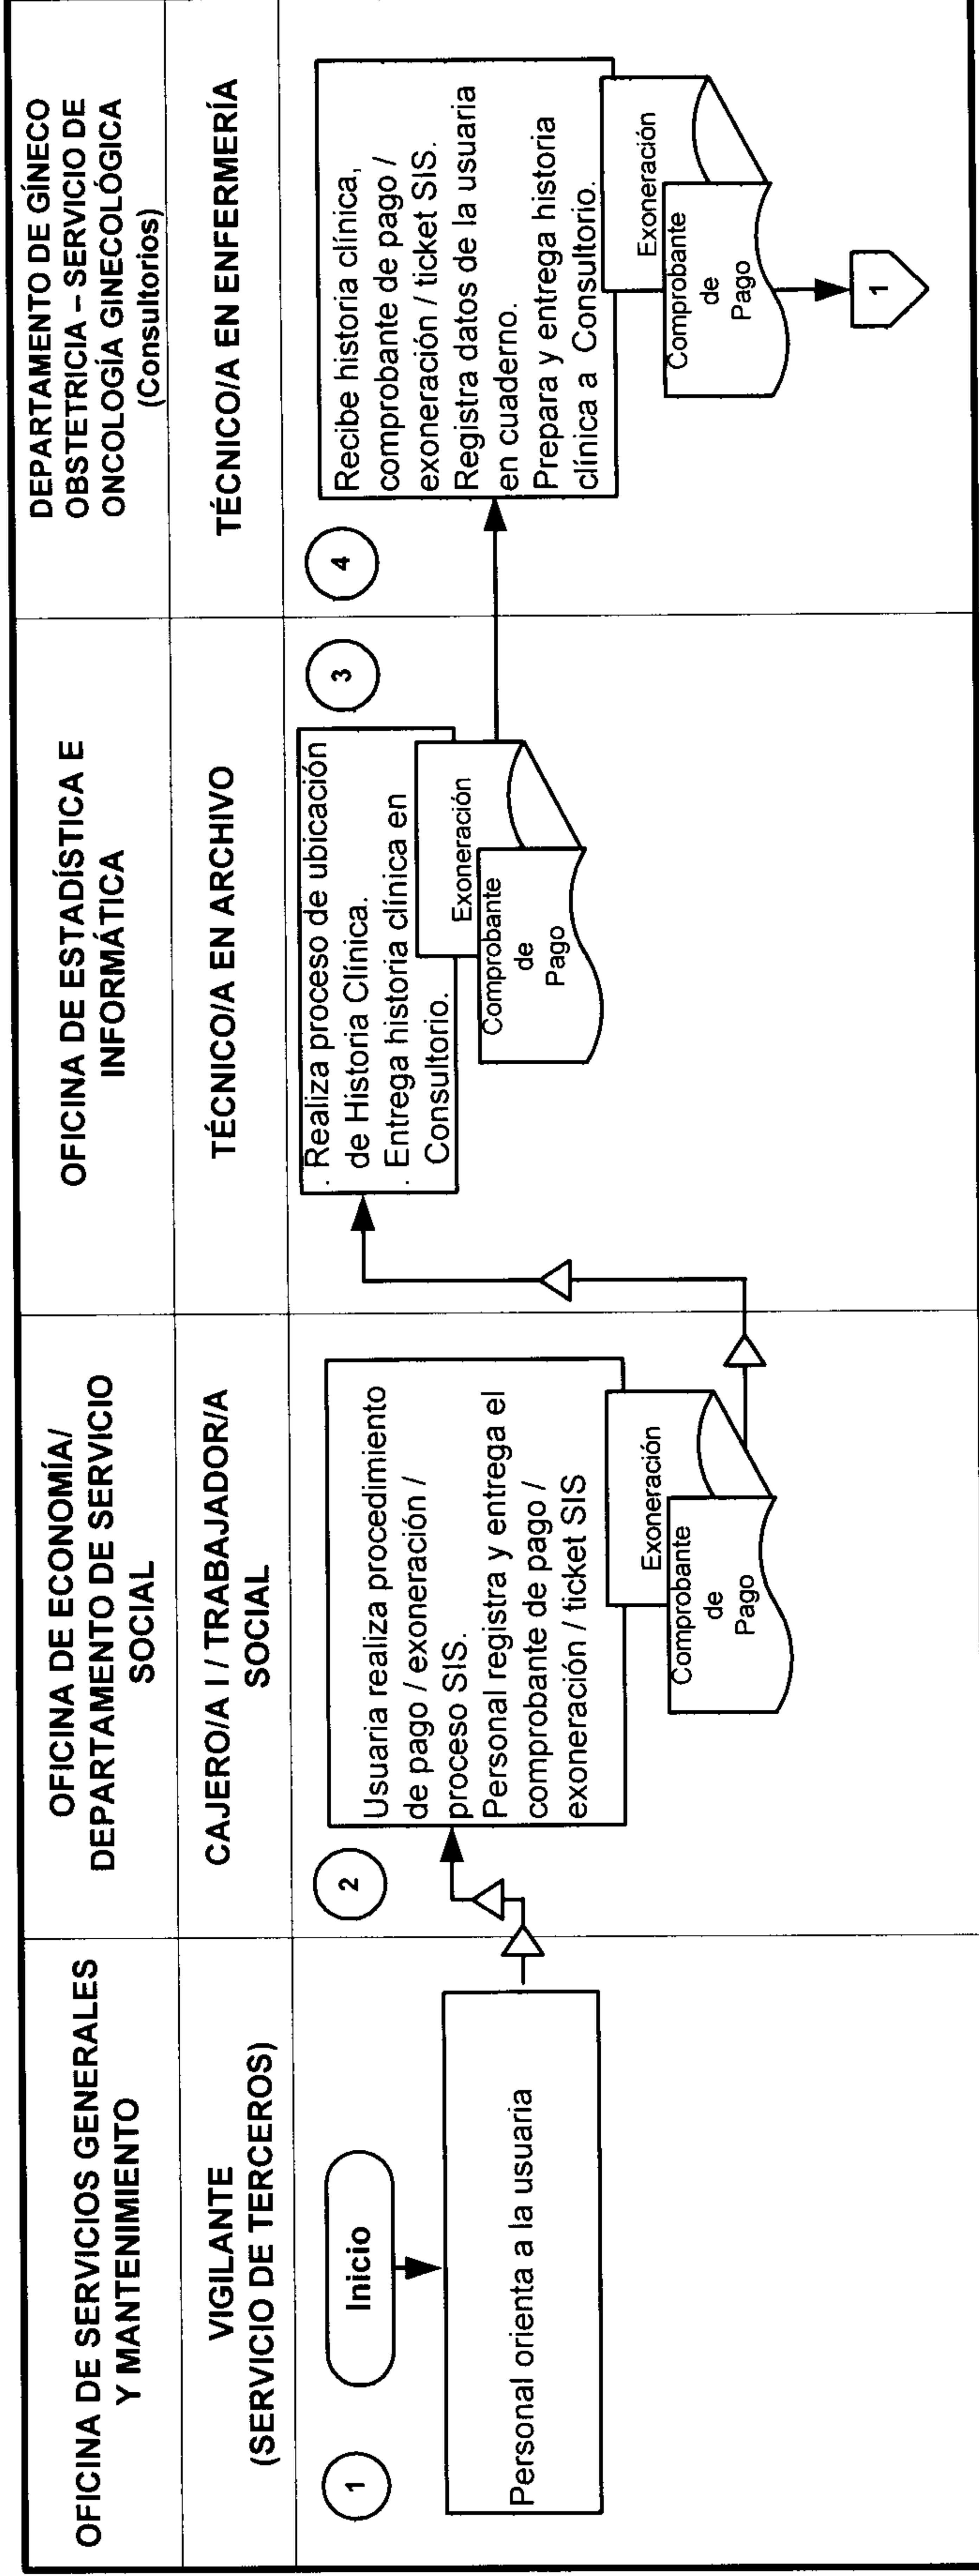 OFICINA DE SERVICIOS GENERALES
Y MANTENIMIENTO
OFICINA DE ECONOMÍA/
DEPARTAMENTO DE SERVICIO
SOCIAL
OFICINA DE ESTADÍSTICA E
INFORMÁTICA
DEPARTAMENTO DE GÍNECO
OBSTETRICIA – SERVICIO DE
ONCOLOGÍA GINECOLÓGICA
(Consultorios)
VIGILANTE
(SERVICIO DE TERCEROS)
CAJERO/A I / TRABAJADOR/A
SOCIAL
TÉCNICO/A EN ARCHIVO
TÉCNICO/A EN ENFERMERÍA
1
Inicio
Personal orienta a la usuaria
2
Usuaria realiza procedimiento
de pago / exoneración /
proceso SIS.
Personal registra y entrega el
comprobante de pago /
exoneración / ticket SIS
Exoneración
Comprobante
de
Pago
3
. Realiza proceso de ubicación
de Historia Clínica.
. Entrega historia clínica en
Consultorio.
Exoneración
Comprobante
de
Pago
4
Recibe historia clínica,
comprobante de pago /
exoneración / ticket SIS.
Registra datos de la usuaria
en cuaderno.
Prepara y entrega historia
clínica a Consultorio.
Exoneración
Comprobante
de
Pago
1